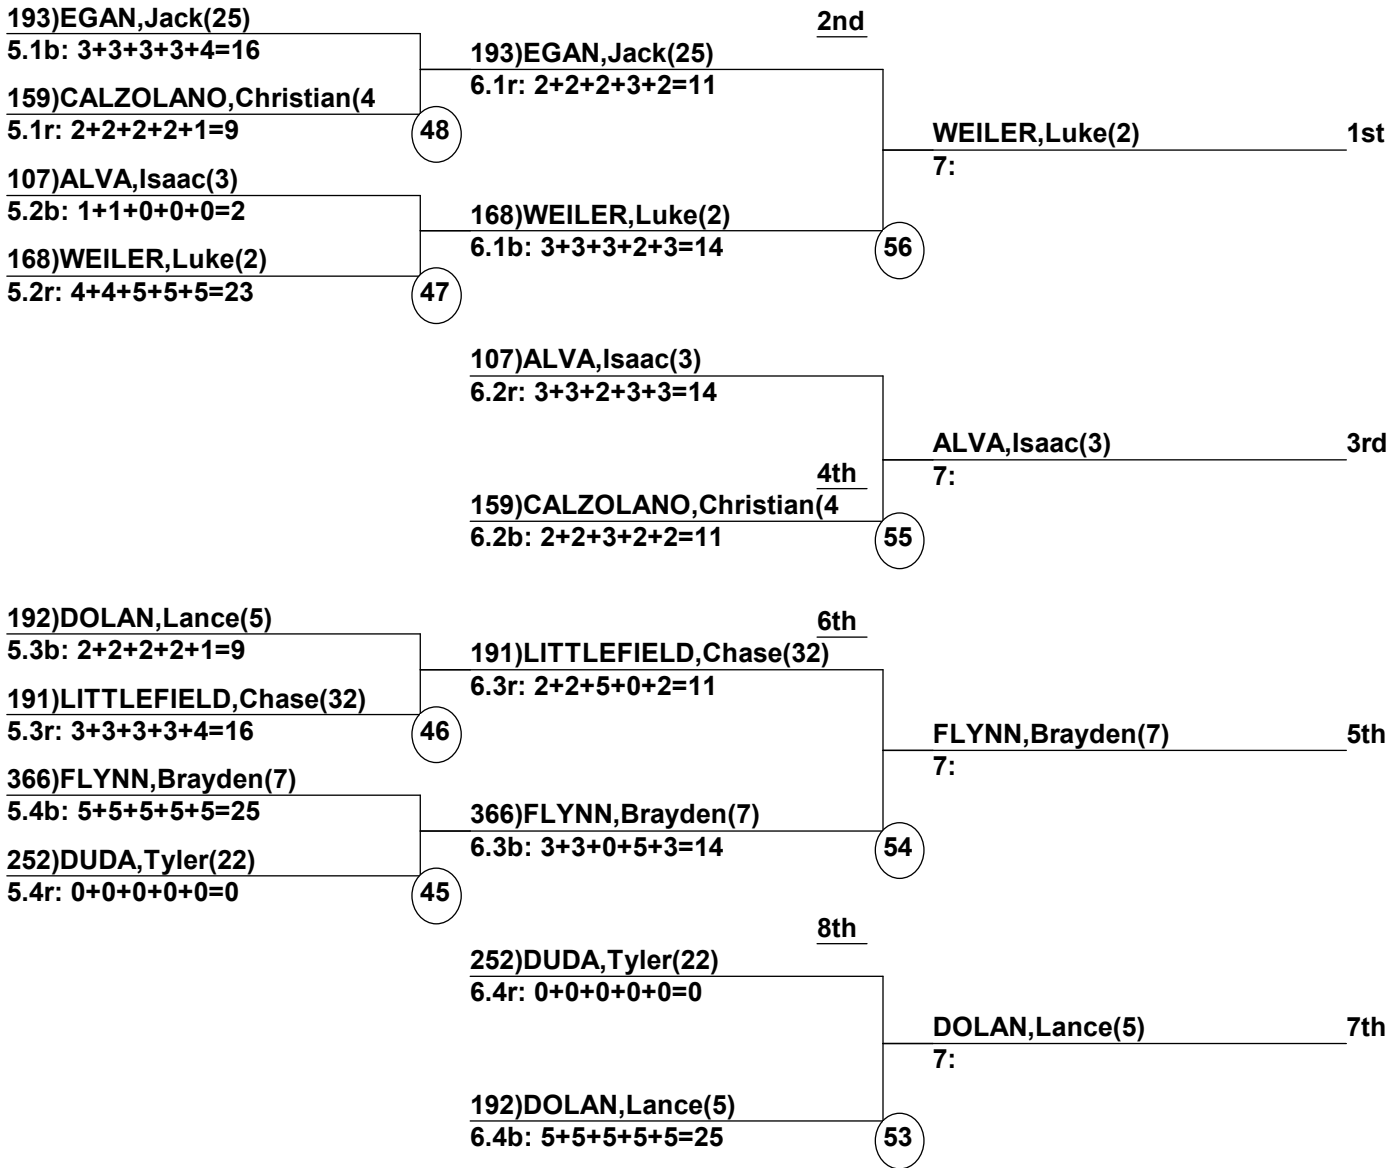 193)EGAN,Jack(25)
5.1b: 3+3+3+3+4=16
159)CALZOLANO,Christian(4
5.1r: 2+2+2+2+1=9
48
107)ALVA,Isaac(3)
5.2b: 1+1+0+0+0=2
168)WEILER,Luke(2)
5.2r: 4+4+5+5+5=23
47
2nd
193)EGAN,Jack(25)
6.1r: 2+2+2+3+2=11
168)WEILER,Luke(2)
6.1b: 3+3+3+2+3=14
56
WEILER,Luke(2)
1st
7:
107)ALVA,Isaac(3)
6.2r: 3+3+2+3+3=14
4th
159)CALZOLANO,Christian(4
6.2b: 2+2+3+2+2=11
55
ALVA,Isaac(3)
3rd
7:
192)DOLAN,Lance(5)
5.3b: 2+2+2+2+1=9
191)LITTLEFIELD,Chase(32)
5.3r: 3+3+3+3+4=16
46
366)FLYNN,Brayden(7)
5.4b: 5+5+5+5+5=25
252)DUDA,Tyler(22)
5.4r: 0+0+0+0+0=0
45
6th
191)LITTLEFIELD,Chase(32)
6.3r: 2+2+5+0+2=11
366)FLYNN,Brayden(7)
6.3b: 3+3+0+5+3=14
54
FLYNN,Brayden(7)
5th
7:
8th
252)DUDA,Tyler(22)
6.4r: 0+0+0+0+0=0
192)DOLAN,Lance(5)
6.4b: 5+5+5+5+5=25
53
DOLAN,Lance(5)
7th
7: